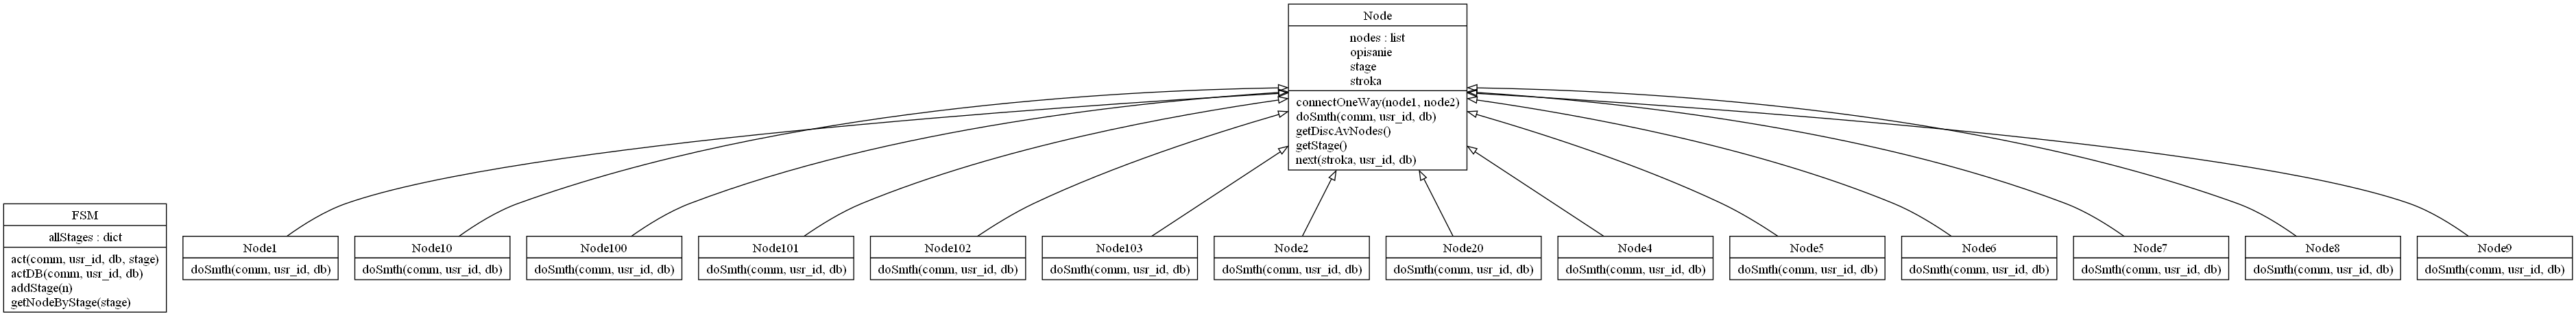 Node
nodes : list
opisanie
stage
stroka
connectOneWay(node1, node2)
doSmth(comm, usr_id, db)
getDiscAvNodes()
getStage()
next(stroka, usr_id, db)
FSM
allStages : dict
act(comm, usr_id, db, stage)
actDB(comm, usr_id, db)
addStage(n)
getNodeByStage(stage)
Node1
doSmth(comm, usr_id, db)
Node10
doSmth(comm, usr_id, db)
Node100
doSmth(comm, usr_id, db)
Node101
doSmth(comm, usr_id, db)
Node102
doSmth(comm, usr_id, db)
Node103
doSmth(comm, usr_id, db)
Node2
doSmth(comm, usr_id, db)
Node20
doSmth(comm, usr_id, db)
Node4
doSmth(comm, usr_id, db)
Node5
doSmth(comm, usr_id, db)
Node6
doSmth(comm, usr_id, db)
Node7
doSmth(comm, usr_id, db)
Node8
doSmth(comm, usr_id, db)
Node9
doSmth(comm, usr_id, db)